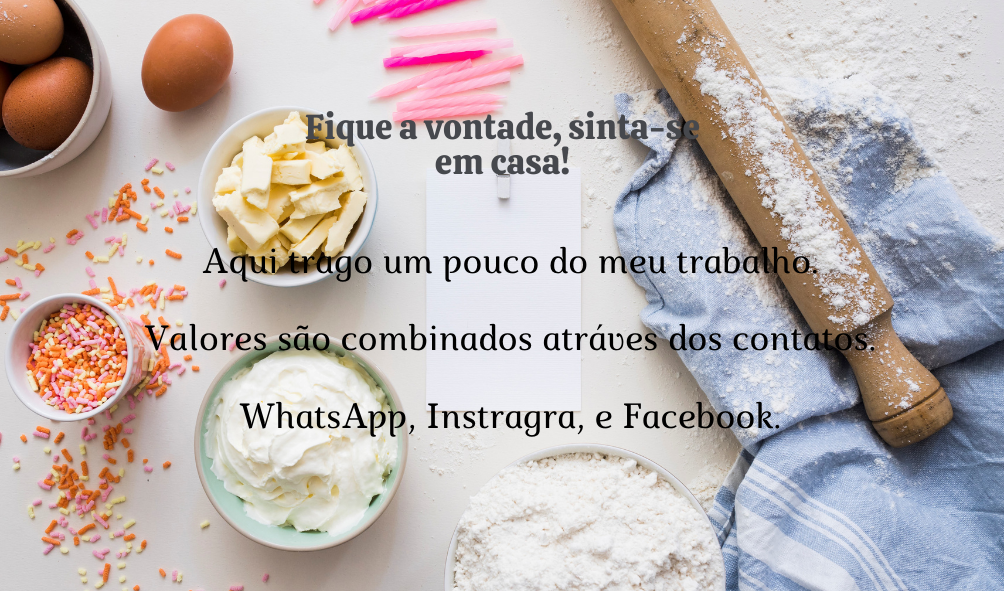 Fique a vontade, sinta-se
em casa!
Aqui trago um pouco do meu trabalho.
Valores são combinados atráves dos contatos.
WhatsApp, Instragra, e Facebook.